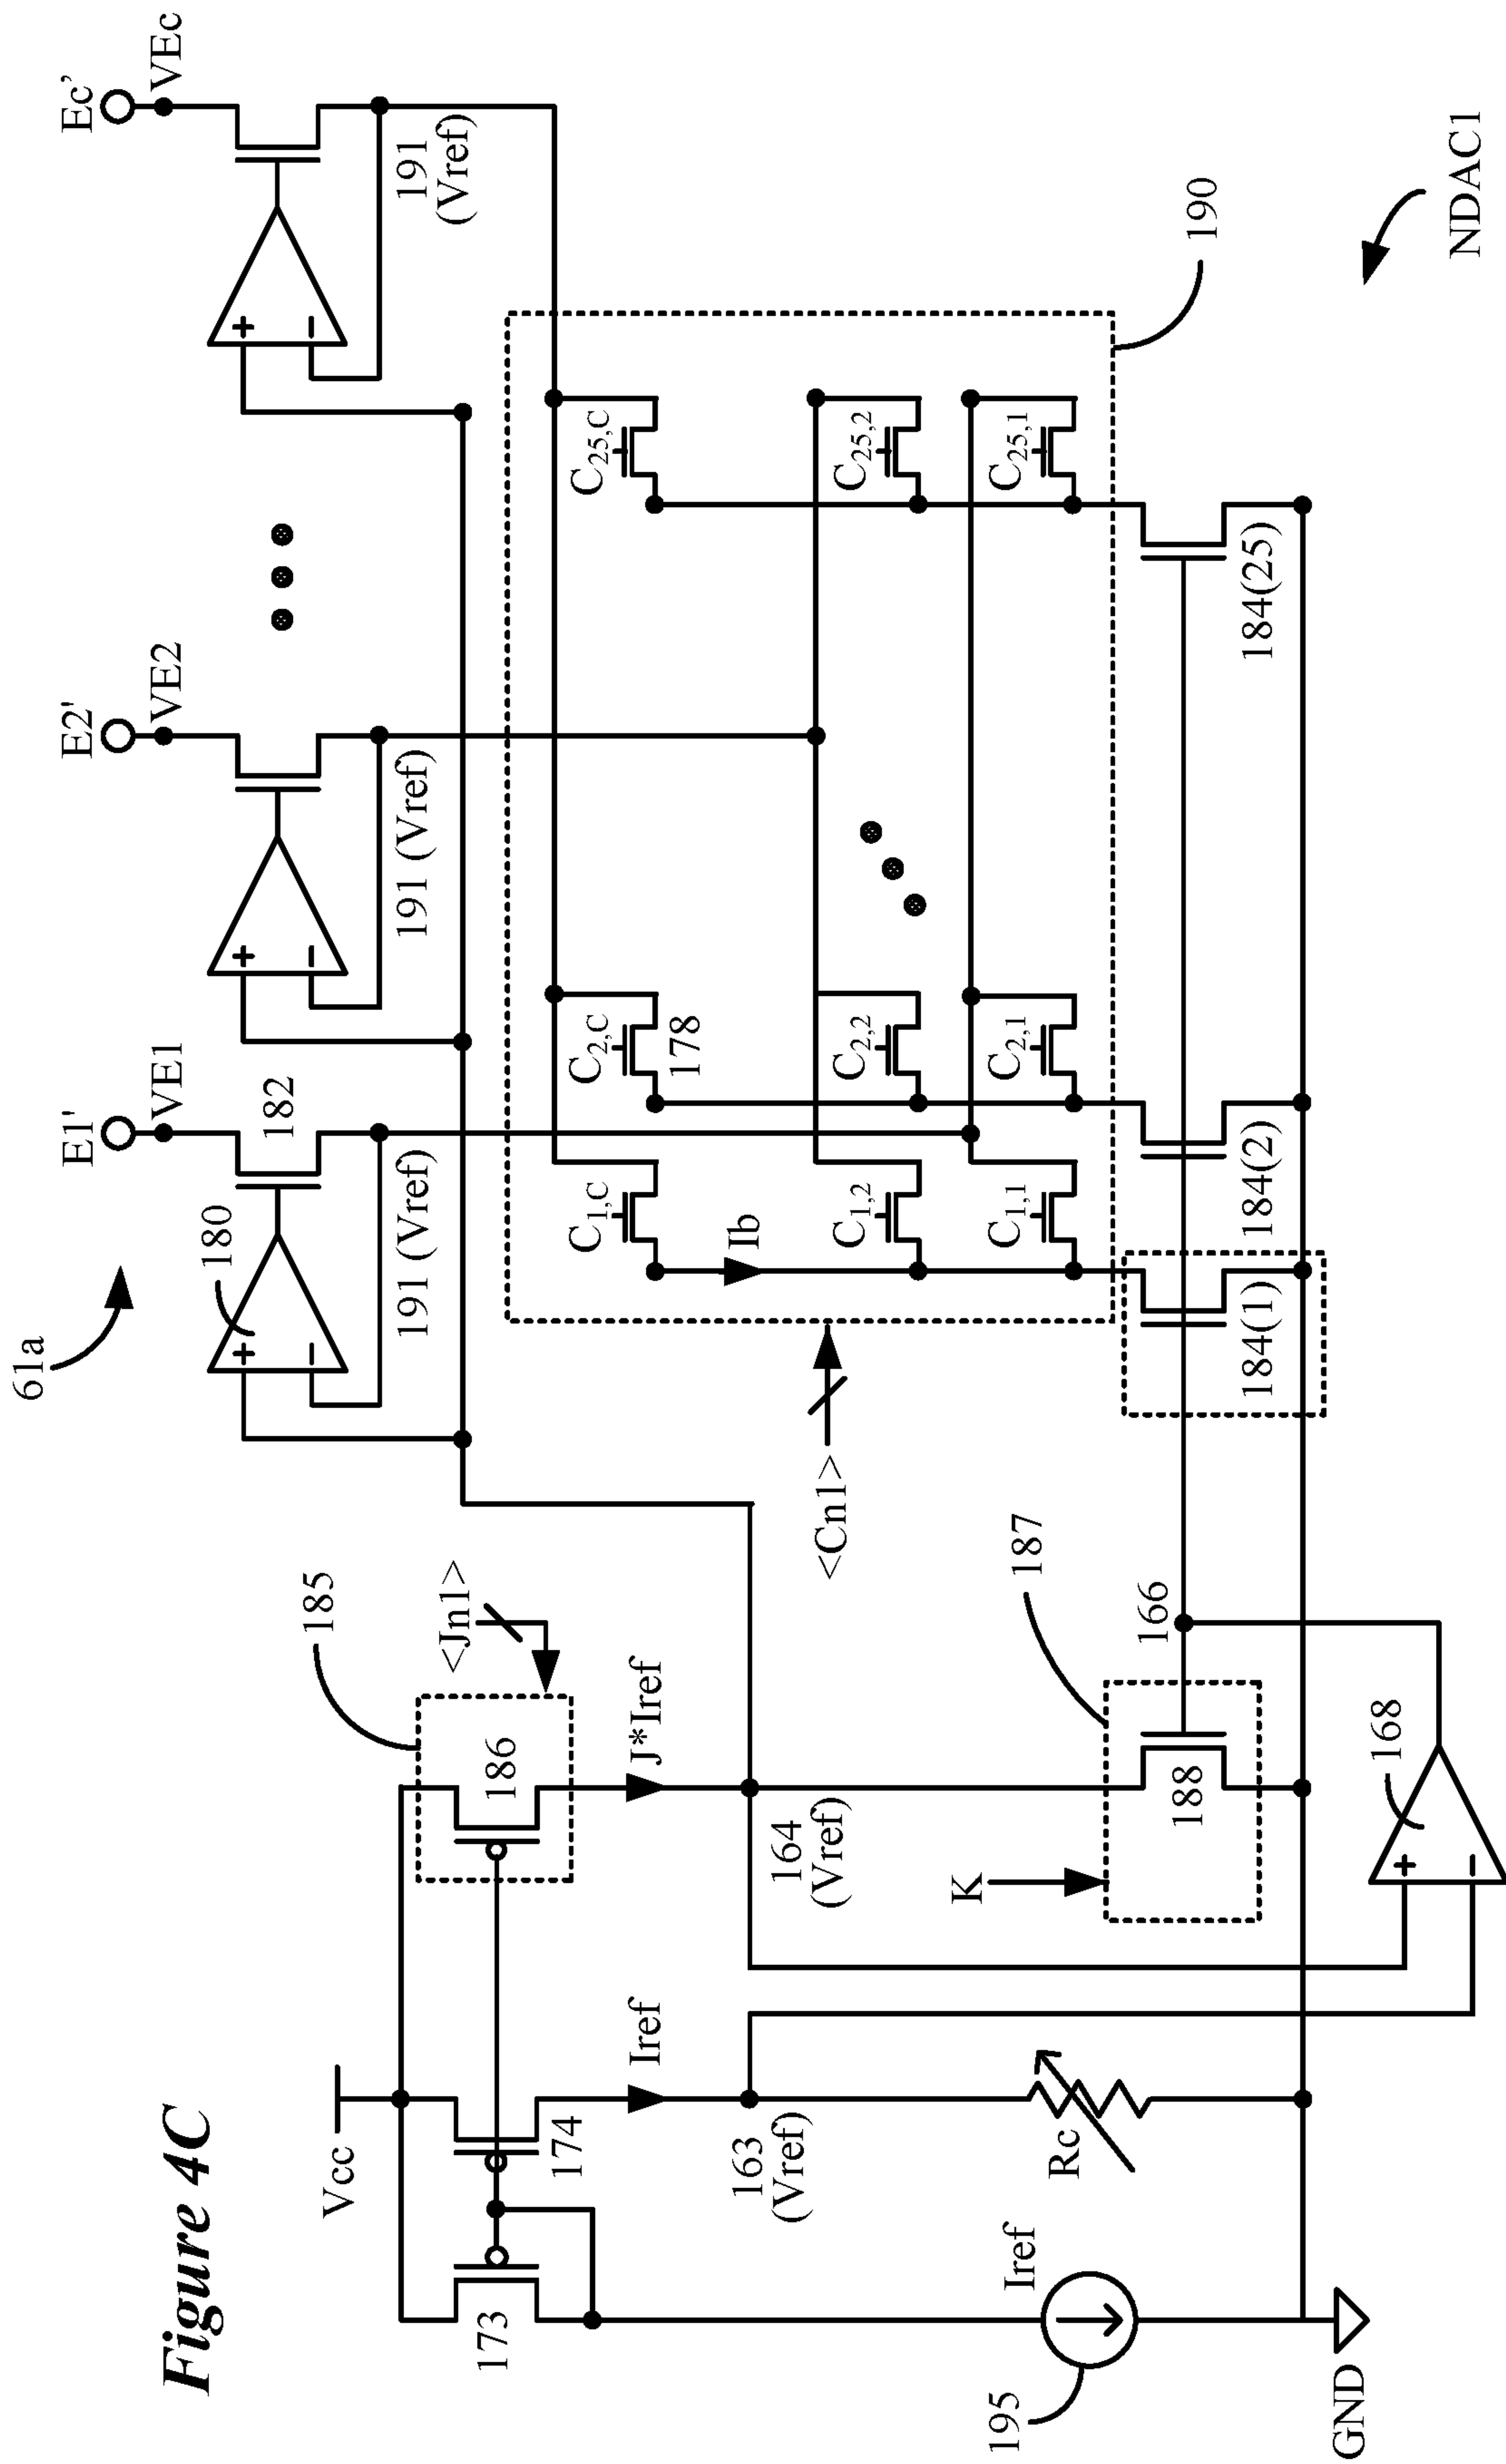 Figure 4C
61a
E1'
VE1
E2'
VE2
Ec'
VEc
180
182
191 (Vref)
191 (Vref)
191
(Vref)
+
−
+
−
+
−
Vcc
185
<Jn1>
173
174
186
Iref
J*Iref
163
(Vref)
164
(Vref)
<Cn1>
C1,C
C2,C
C25,C
178
Ib
C1,2
C2,2
C25,2
C1,1
C2,1
C25,1
190
187
K
188
166
184(1)
184(2)
184(25)
195
Iref
Rc
168
+
−
GND
NDAC1